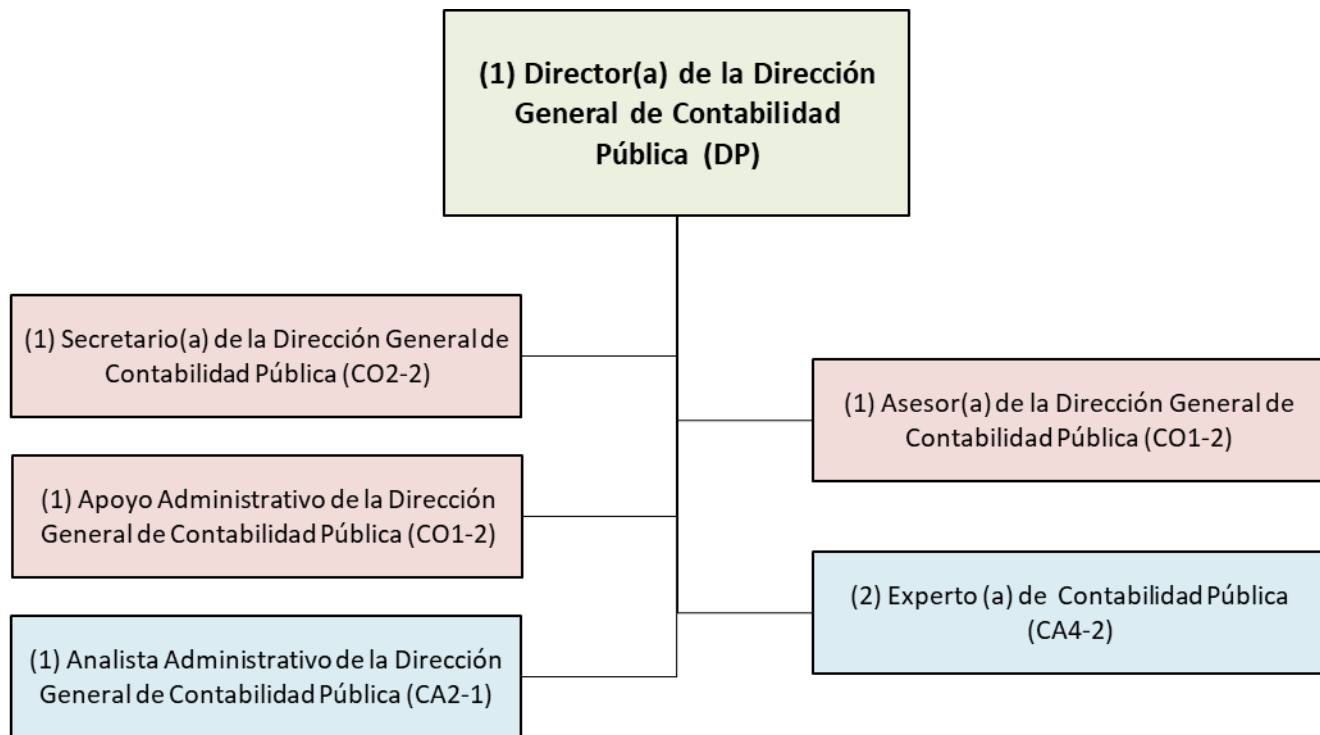 (1) Director(a) de la Dirección
General de Contabilidad
Pública (DP)
(1) Secretario(a) de la Dirección General de
Contabilidad Pública (CO2-2)
(1) Asesor(a) de la Dirección General de
Contabilidad Pública (CO1-2)
(1) Apoyo Administrativo de la Dirección
General de Contabilidad Pública (CO1-2)
(2) Experto (a) de Contabilidad Pública
(CA4-2)
(1) Analista Administrativo de la Dirección
General de Contabilidad Pública (CA2-1)